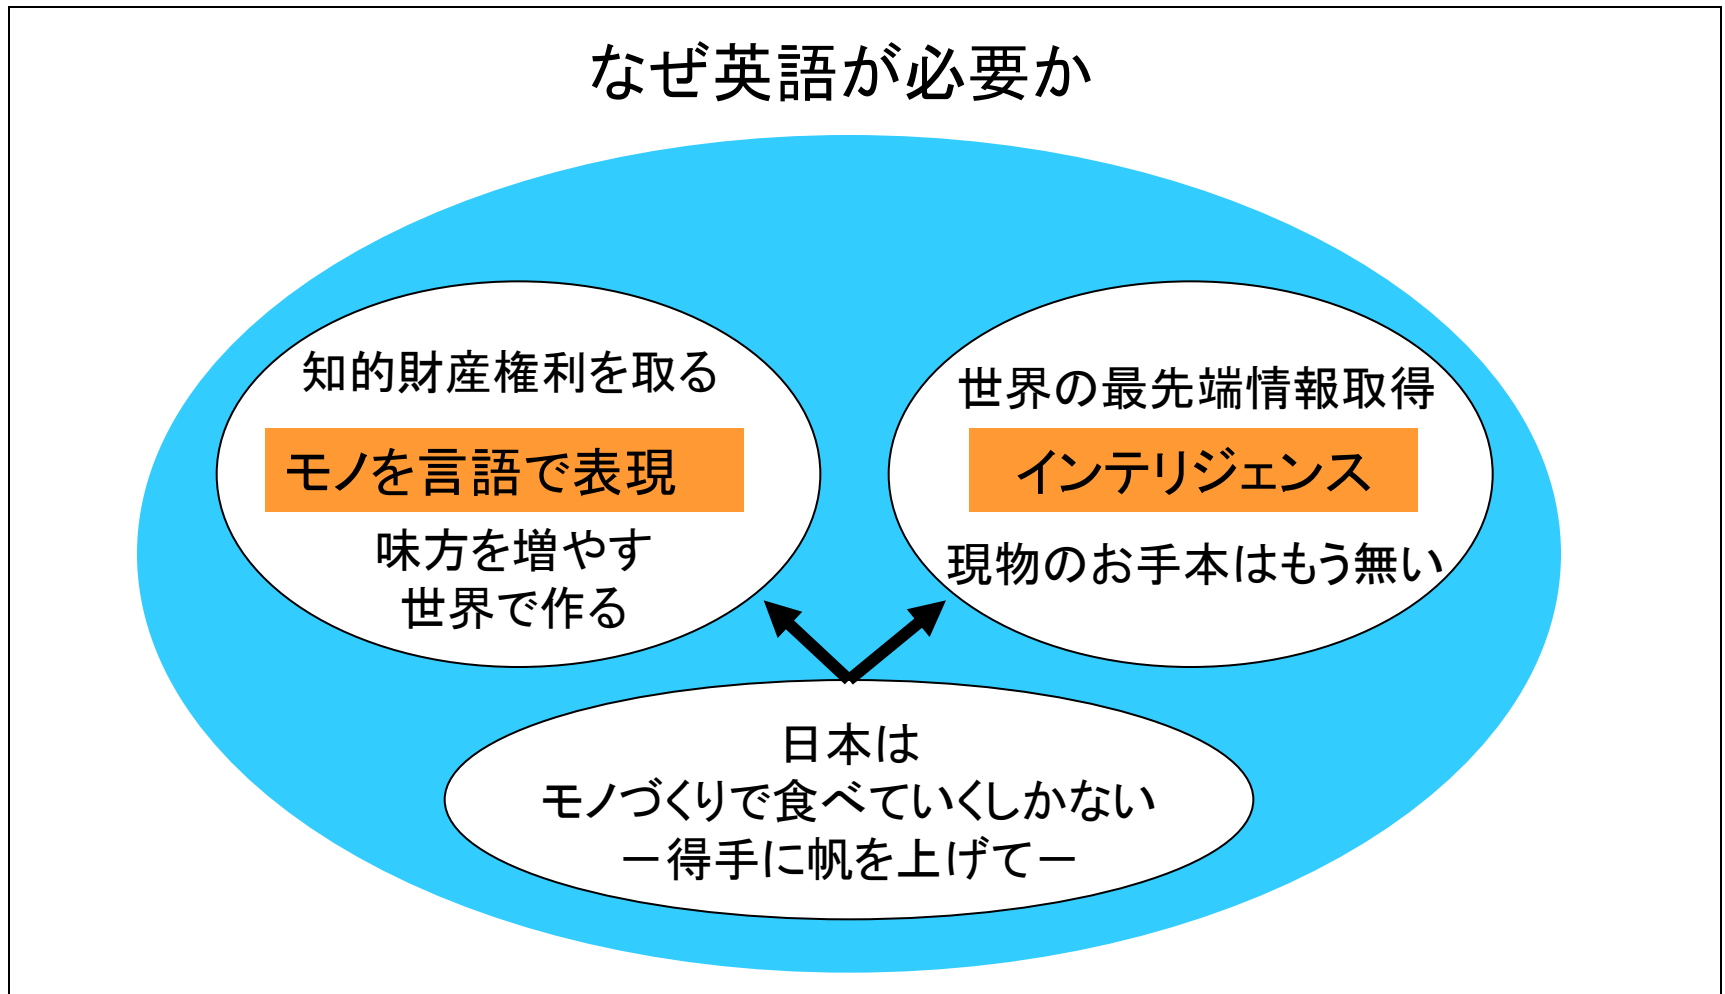 なぜ英語が必要か
知的財産権利を取る
モノを言語で表現
味方を増やす
世界で作る
世界の最先端情報取得
インテリジェンス
現物のお手本はもう無い
日本は
モノづくりで食べていくしかない
－得手に帆を上げて－